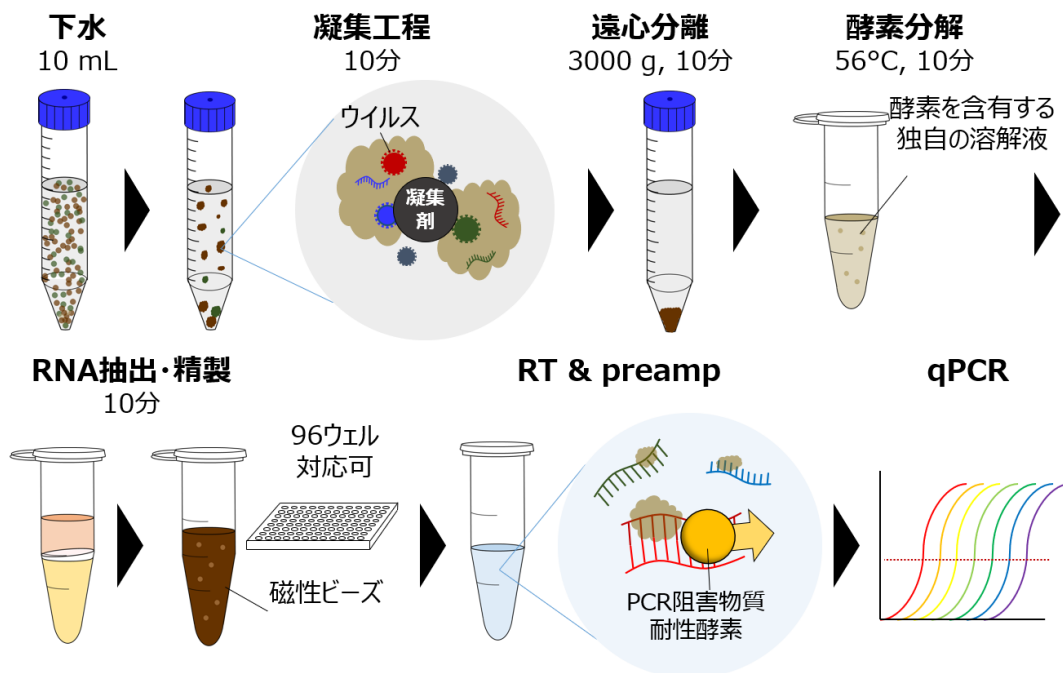 下水
10 mL
凝集工程
10分
遠心分離
3000 g, 10分
酵素分解
56°C, 10分
ウイルス
凝集
剤
酵素を含有する
独自の溶解液
RNA抽出・精製
10分
96ウェル
対応可
磁性ビーズ
RT & preamp
PCR阻害物質
耐性酵素
qPCR